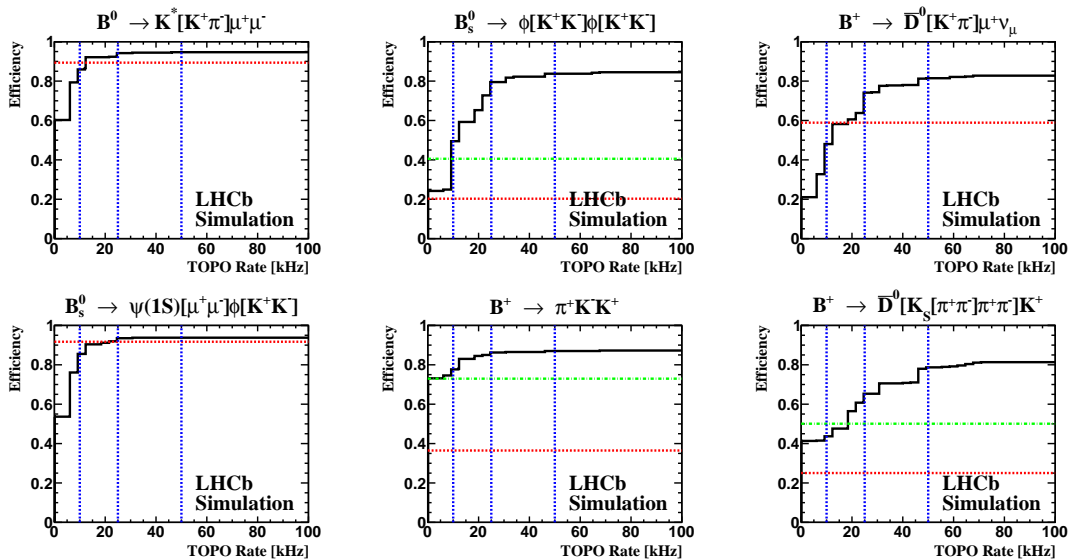 B⁰ → K*[K⁺π⁻]μ⁺μ⁻
Efficiency
1
0.8
0.6
0.4
0.2
0
LHCb
Simulation
0 20 40 60 80 100
TOPO Rate [kHz]
B⁰ₛ → ϕ[K⁺K⁻]ϕ[K⁺K⁻]
Efficiency
1
0.8
0.6
0.4
0.2
0
LHCb
Simulation
0 20 40 60 80 100
TOPO Rate [kHz]
B⁺ → D̅⁰[K⁺π⁻]μ⁺ν_μ
Efficiency
1
0.8
0.6
0.4
0.2
0
LHCb
Simulation
0 20 40 60 80 100
TOPO Rate [kHz]
B⁰ₛ → ψ(1S)[μ⁺μ⁻]ϕ[K⁺K⁻]
Efficiency
1
0.8
0.6
0.4
0.2
0
LHCb
Simulation
0 20 40 60 80 100
TOPO Rate [kHz]
B⁺ → π⁺K⁻K⁺
Efficiency
1
0.8
0.6
0.4
0.2
0
LHCb
Simulation
0 20 40 60 80 100
TOPO Rate [kHz]
B⁺ → D̅⁰[K_S[π⁺π⁻]π⁺π⁻]K⁺
Efficiency
1
0.8
0.6
0.4
0.2
0
LHCb
Simulation
0 20 40 60 80 100
TOPO Rate [kHz]